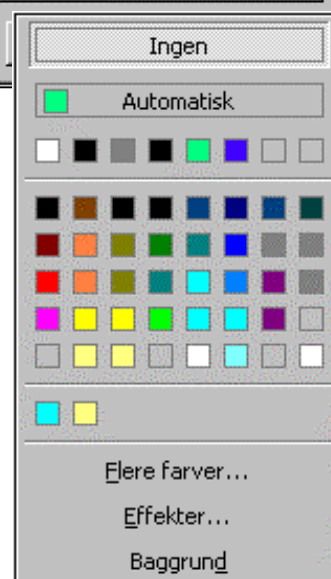 Ingen
Automatisk
Flere farver...
Effekter...
Baggrund